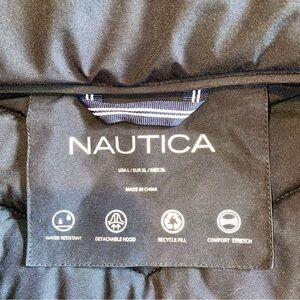 NAUTICA
USA L / EUR XL / MEX XL
MADE IN CHINA
WATER RESISTANT DETACHABLE HOOD RECYCLE FILL COMFORT STRETCH